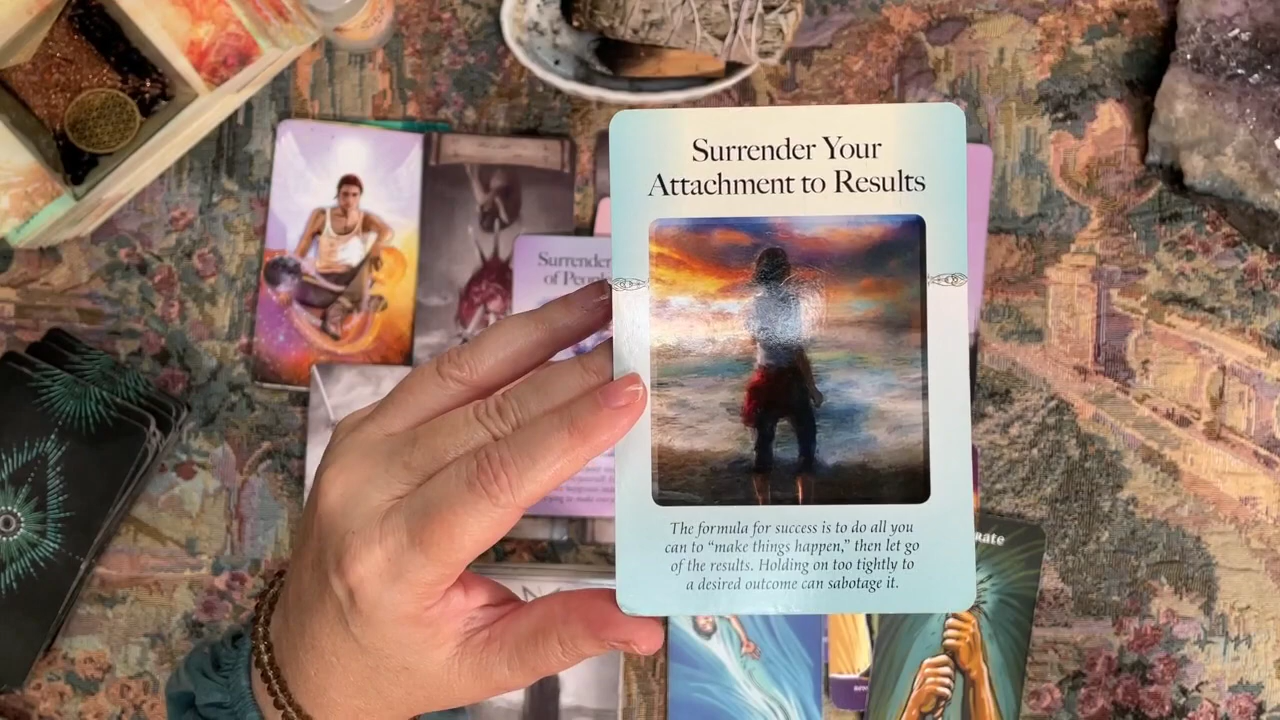 Surrender Your
Attachment to Results
The formula for success is to do all you
can to “make things happen,” then let go
of the results. Holding on too tightly to
a desired outcome can sabotage it.
Surrender
of People